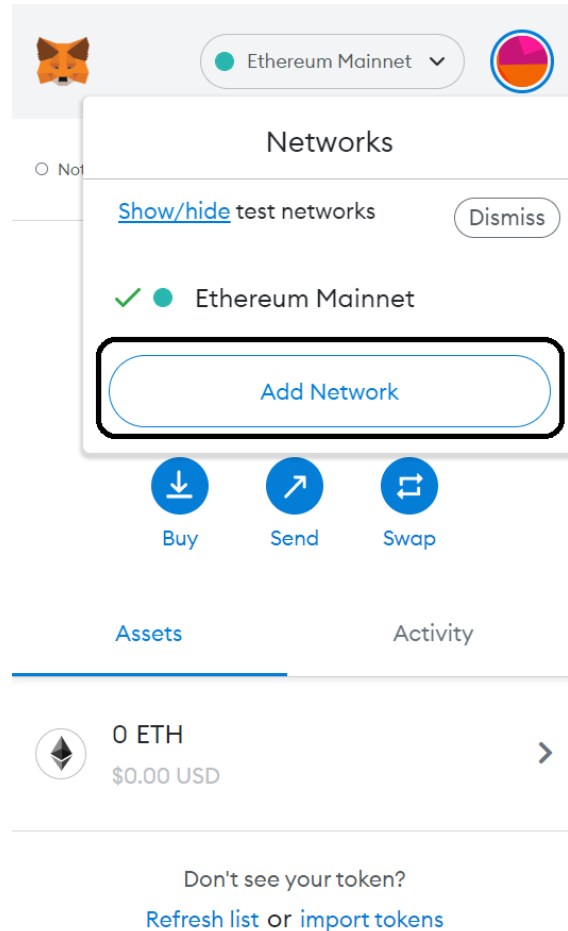 Ethereum Mainnet
Networks
Not
Show/hide test networks
Dismiss
Ethereum Mainnet
Add Network
Buy
Send
Swap
Assets
Activity
0 ETH
$0.00 USD
Don't see your token?
Refresh list or import tokens